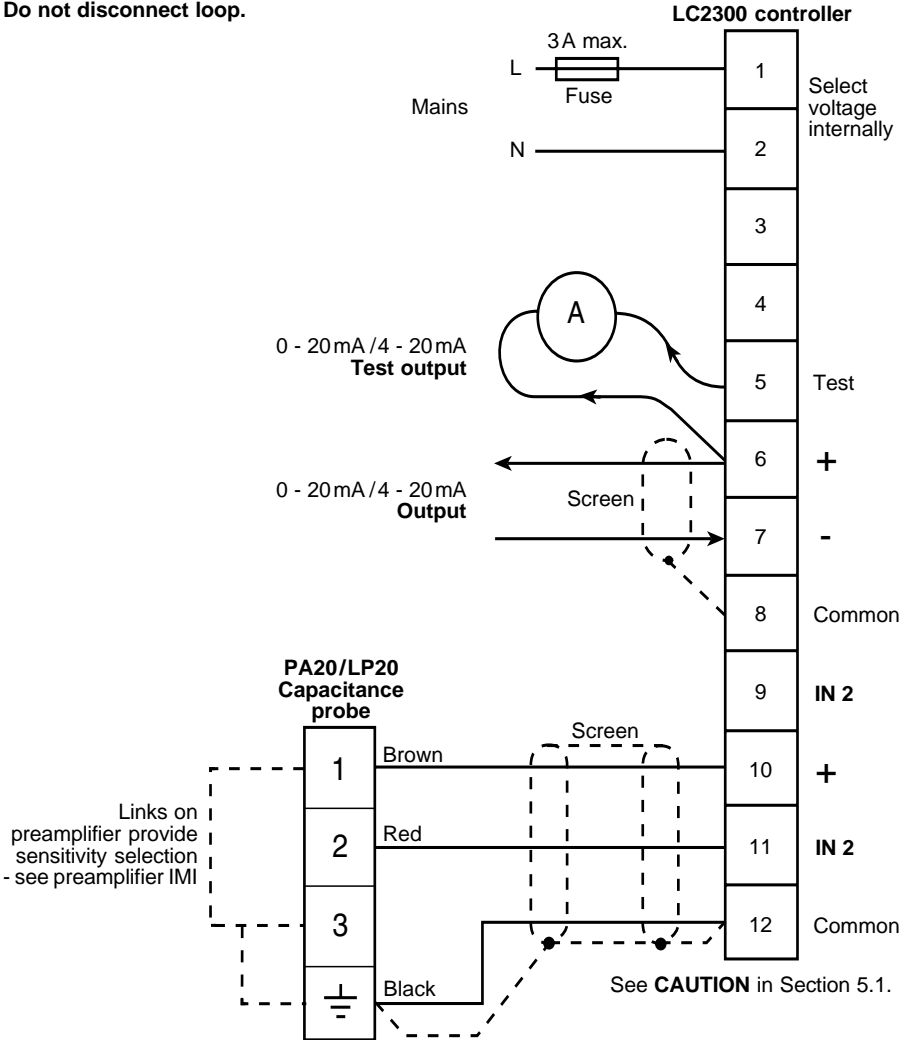 Do not disconnect loop.
LC2300 controller
3 A max.
L
Fuse
Mains
N
1
Select
voltage
internally
2
3
4
A
0 - 20 mA / 4 - 20 mA
Test output
5
Test
6
+
0 - 20 mA / 4 - 20 mA
Output
Screen
7
-
8
Common
PA20/LP20
Capacitance
probe
9
IN 2
Screen
1
Brown
10
+
Links on
preamplifier provide
sensitivity selection
- see preamplifier IMI
2
Red
11
IN 2
3
12
Common
Black
See CAUTION in Section 5.1.